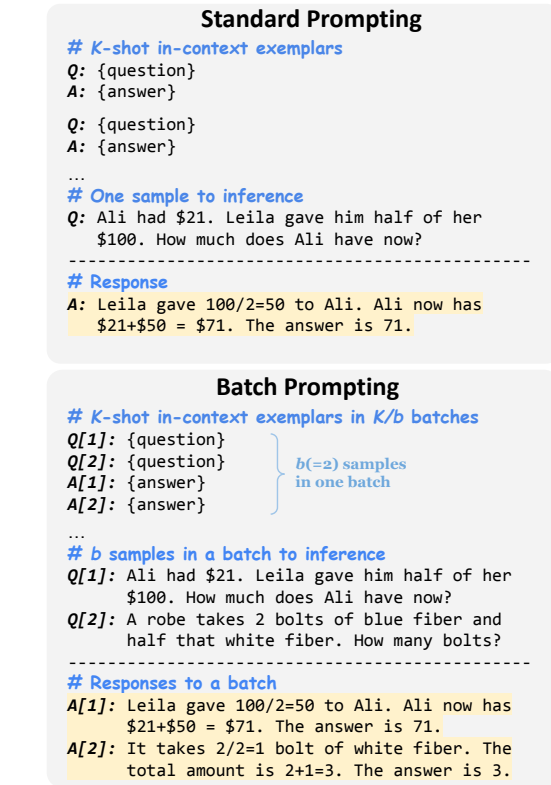 Standard Prompting
# K-shot in-context exemplars
Q: {question}
A: {answer}
Q: {question}
A: {answer}
...
# One sample to inference
Q: Ali had $21. Leila gave him half of her
$100. How much does Ali have now?
-----------------------------------------------
# Response
A: Leila gave 100/2=50 to Ali. Ali now has
$21+$50 = $71. The answer is 71.
Batch Prompting
# K-shot in-context exemplars in K/b batches
Q[1]: {question}
Q[2]: {question}
A[1]: {answer}
A[2]: {answer}
b(=2) samples
in one batch
...
# b samples in a batch to inference
Q[1]: Ali had $21. Leila gave him half of her
$100. How much does Ali have now?
Q[2]: A robe takes 2 bolts of blue fiber and
half that white fiber. How many bolts?
-----------------------------------------------
# Responses to a batch
A[1]: Leila gave 100/2=50 to Ali. Ali now has
$21+$50 = $71. The answer is 71.
A[2]: It takes 2/2=1 bolt of white fiber. The
total amount is 2+1=3. The answer is 3.